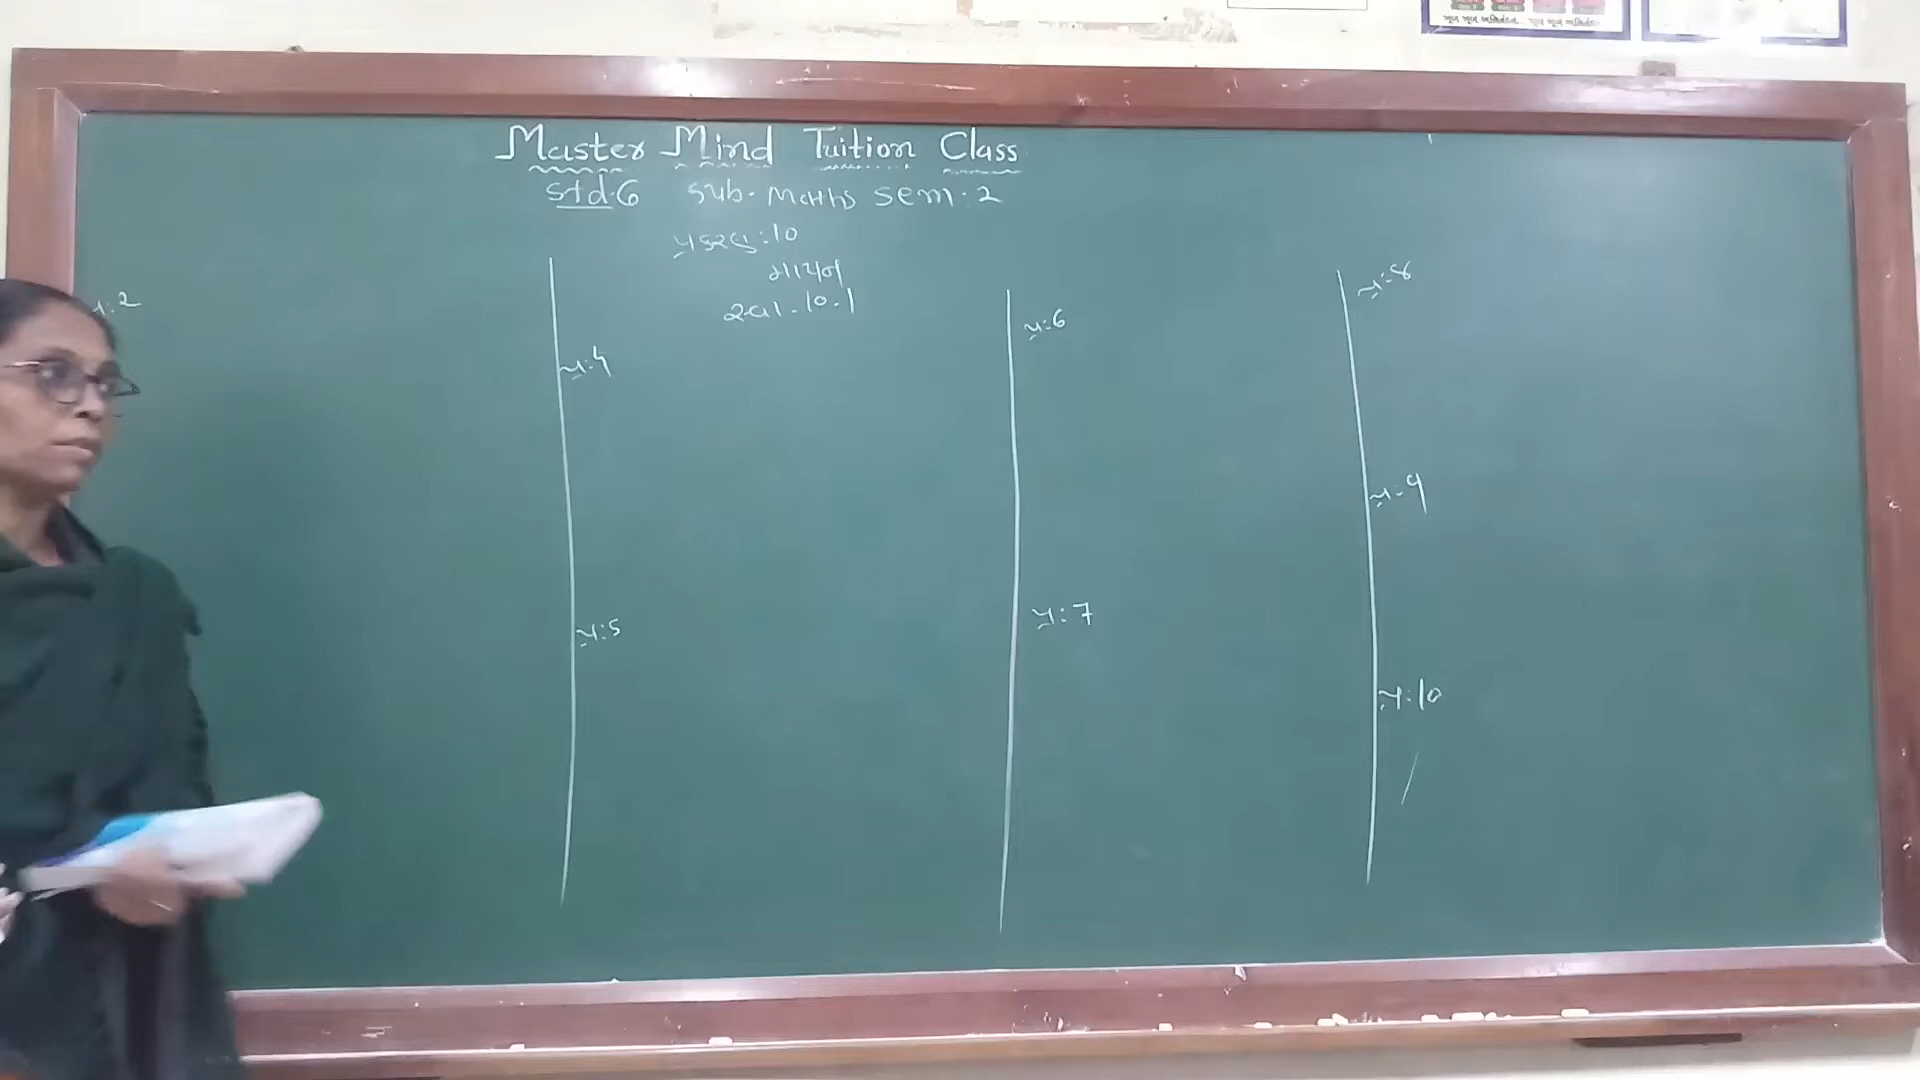 Master Mind Tuition Class
Std.6 Sub. Maths Sem:2
પ્રકરણ:10
માપન
સ્વા. 10.1
:2
પ્ર:4
પ્ર:5
પ્ર:6
પ્ર:7
પ્ર:8
પ્ર:9
પ્ર:10